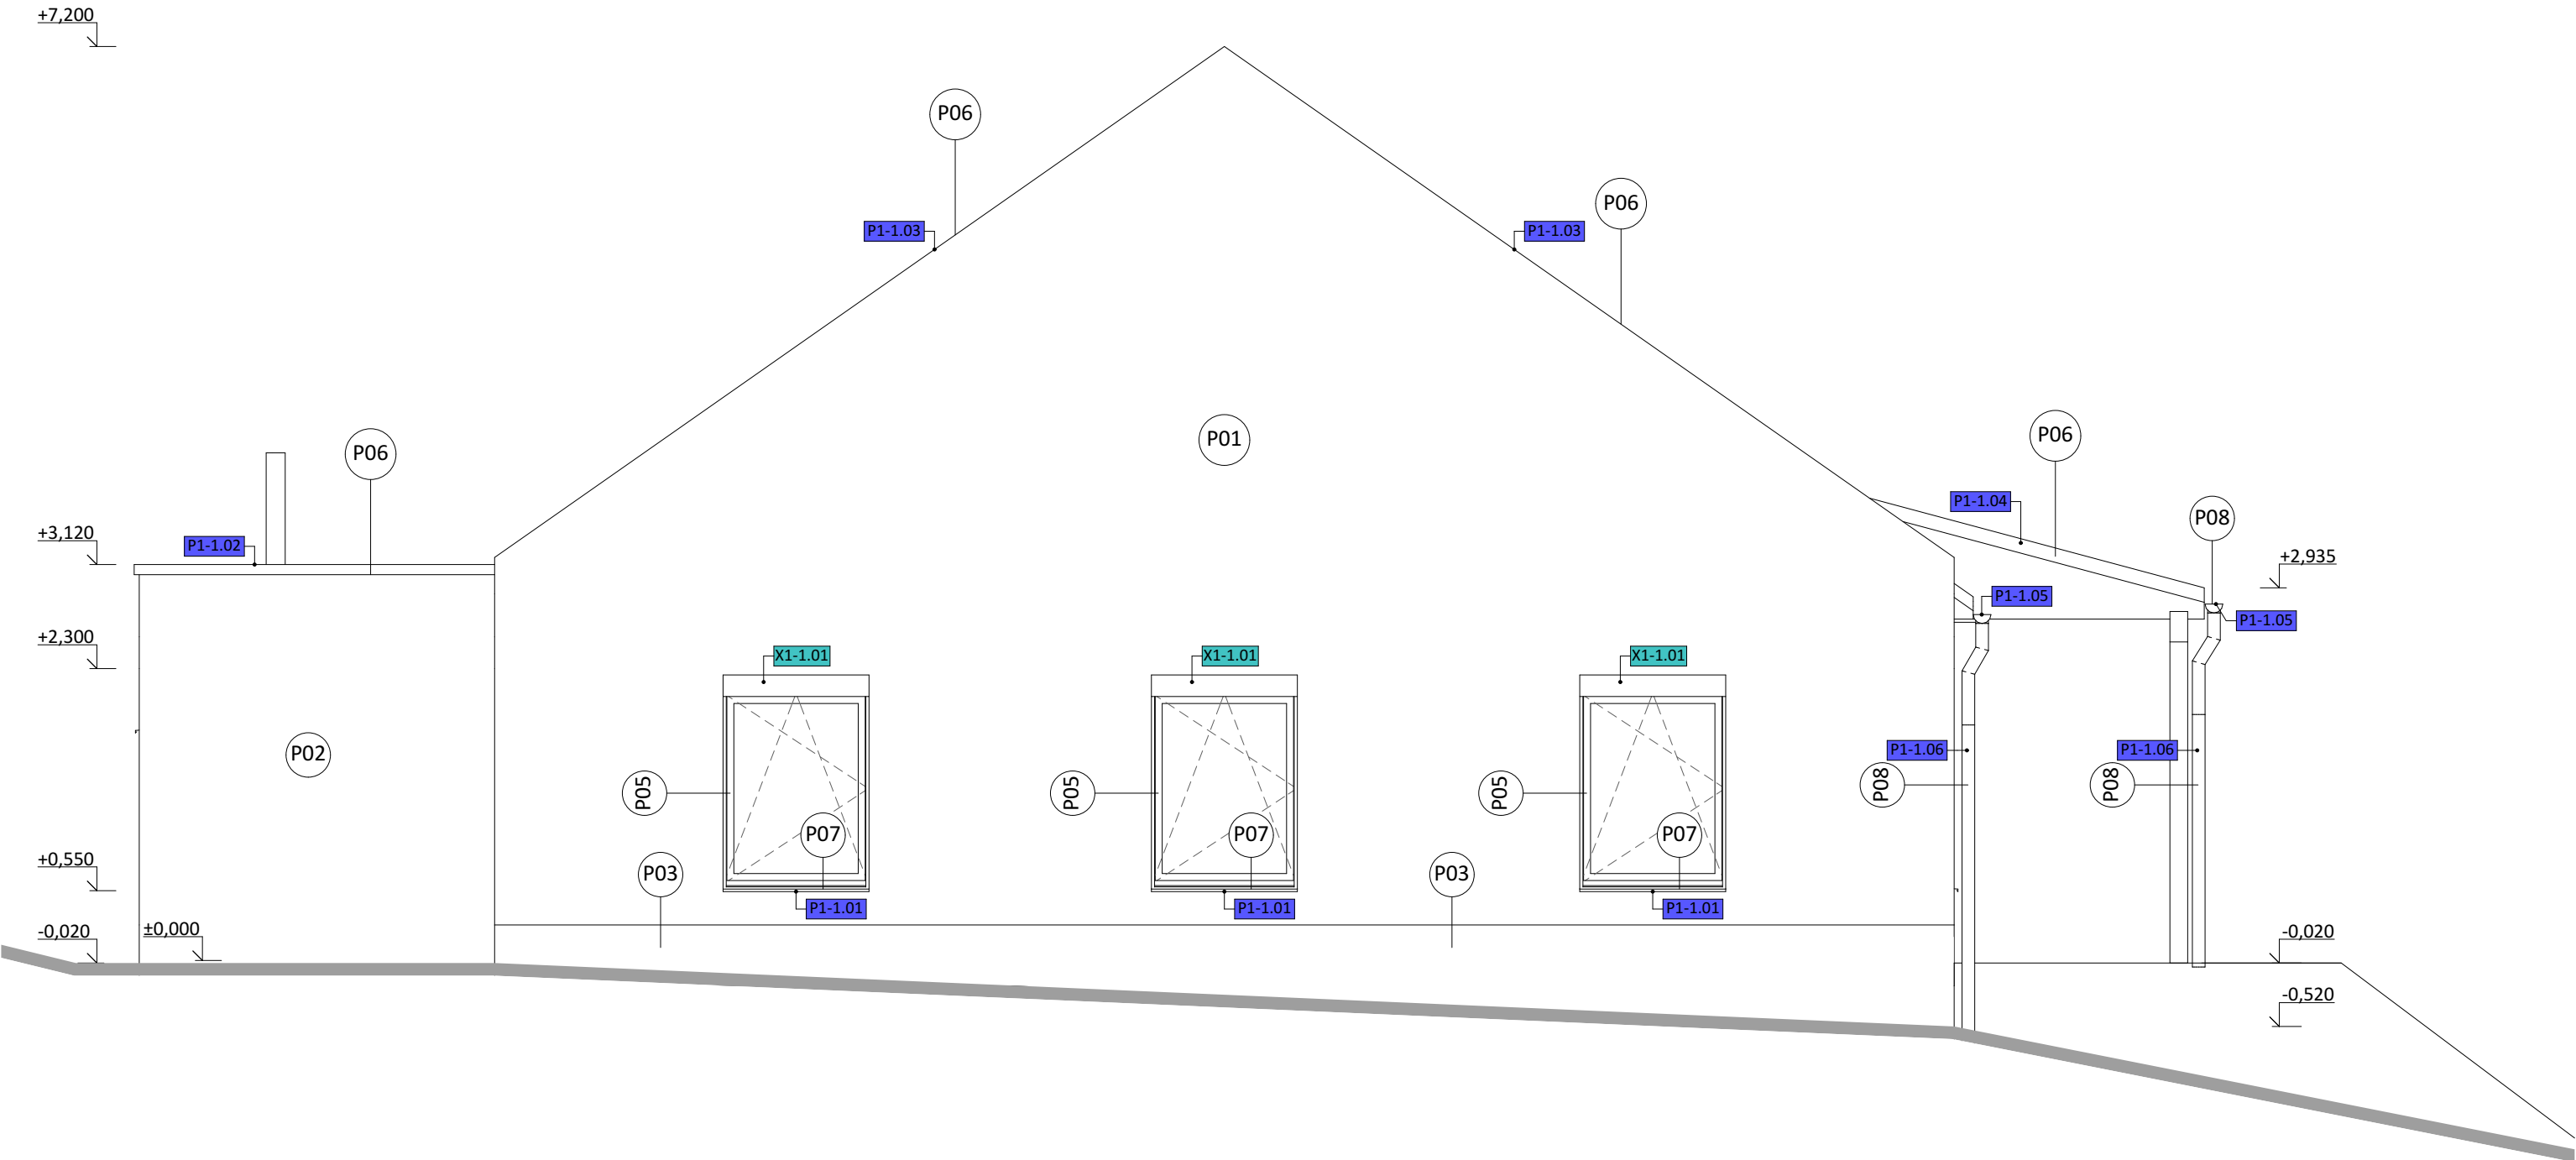 +7,200
P06
P06
P1-1.03
P1-1.03
P06
P01
P06
P1-1.04
P08
+3,120
P1-1.02
+2,935
P1-1.05
P1-1.05
+2,300
X1-1.01
X1-1.01
X1-1.01
P02
P1-1.06
P1-1.06
P05
P05
P05
P08
P08
P07
P07
P07
+0,550
P03
P03
P1-1.01
P1-1.01
P1-1.01
-0,020
±0,000
-0,020
-0,520